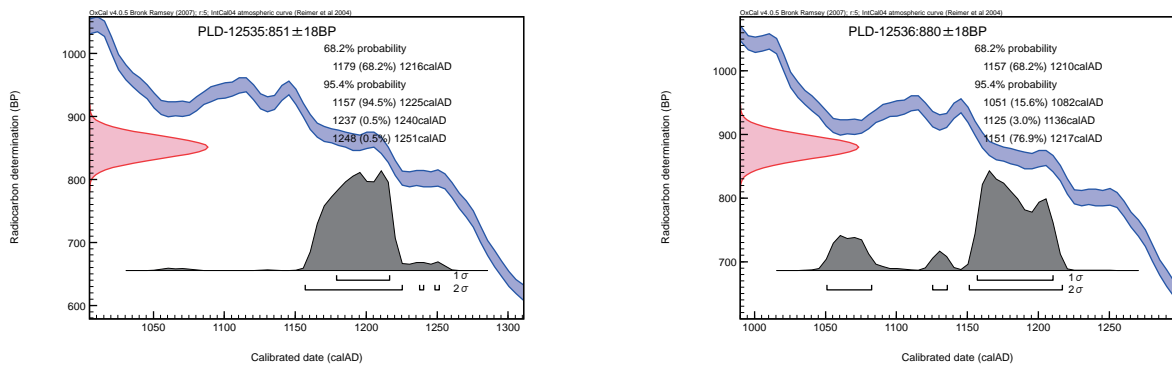 OxCal v4.0.5 Bronk Ramsey (2007); r:5; IntCal04 atmospheric curve (Reimer et al 2004)
PLD-12535:851±18BP
68.2% probability
1179 (68.2%) 1216calAD
95.4% probability
1157 (94.5%) 1225calAD
1237 (0.5%) 1240calAD
1248 (0.5%) 1251calAD
Radiocarbon determination (BP)
1000
900
800
700
600
1σ
2σ
1050 1100 1150 1200 1250 1300
Calibrated date (calAD)
OxCal v4.0.5 Bronk Ramsey (2007); r:5; IntCal04 atmospheric curve (Reimer et al 2004)
PLD-12536:880±18BP
68.2% probability
1157 (68.2%) 1210calAD
95.4% probability
1051 (15.6%) 1082calAD
1125 (3.0%) 1136calAD
1151 (76.9%) 1217calAD
Radiocarbon determination (BP)
1000
900
800
700
1σ
2σ
1000 1050 1100 1150 1200 1250
Calibrated date (calAD)